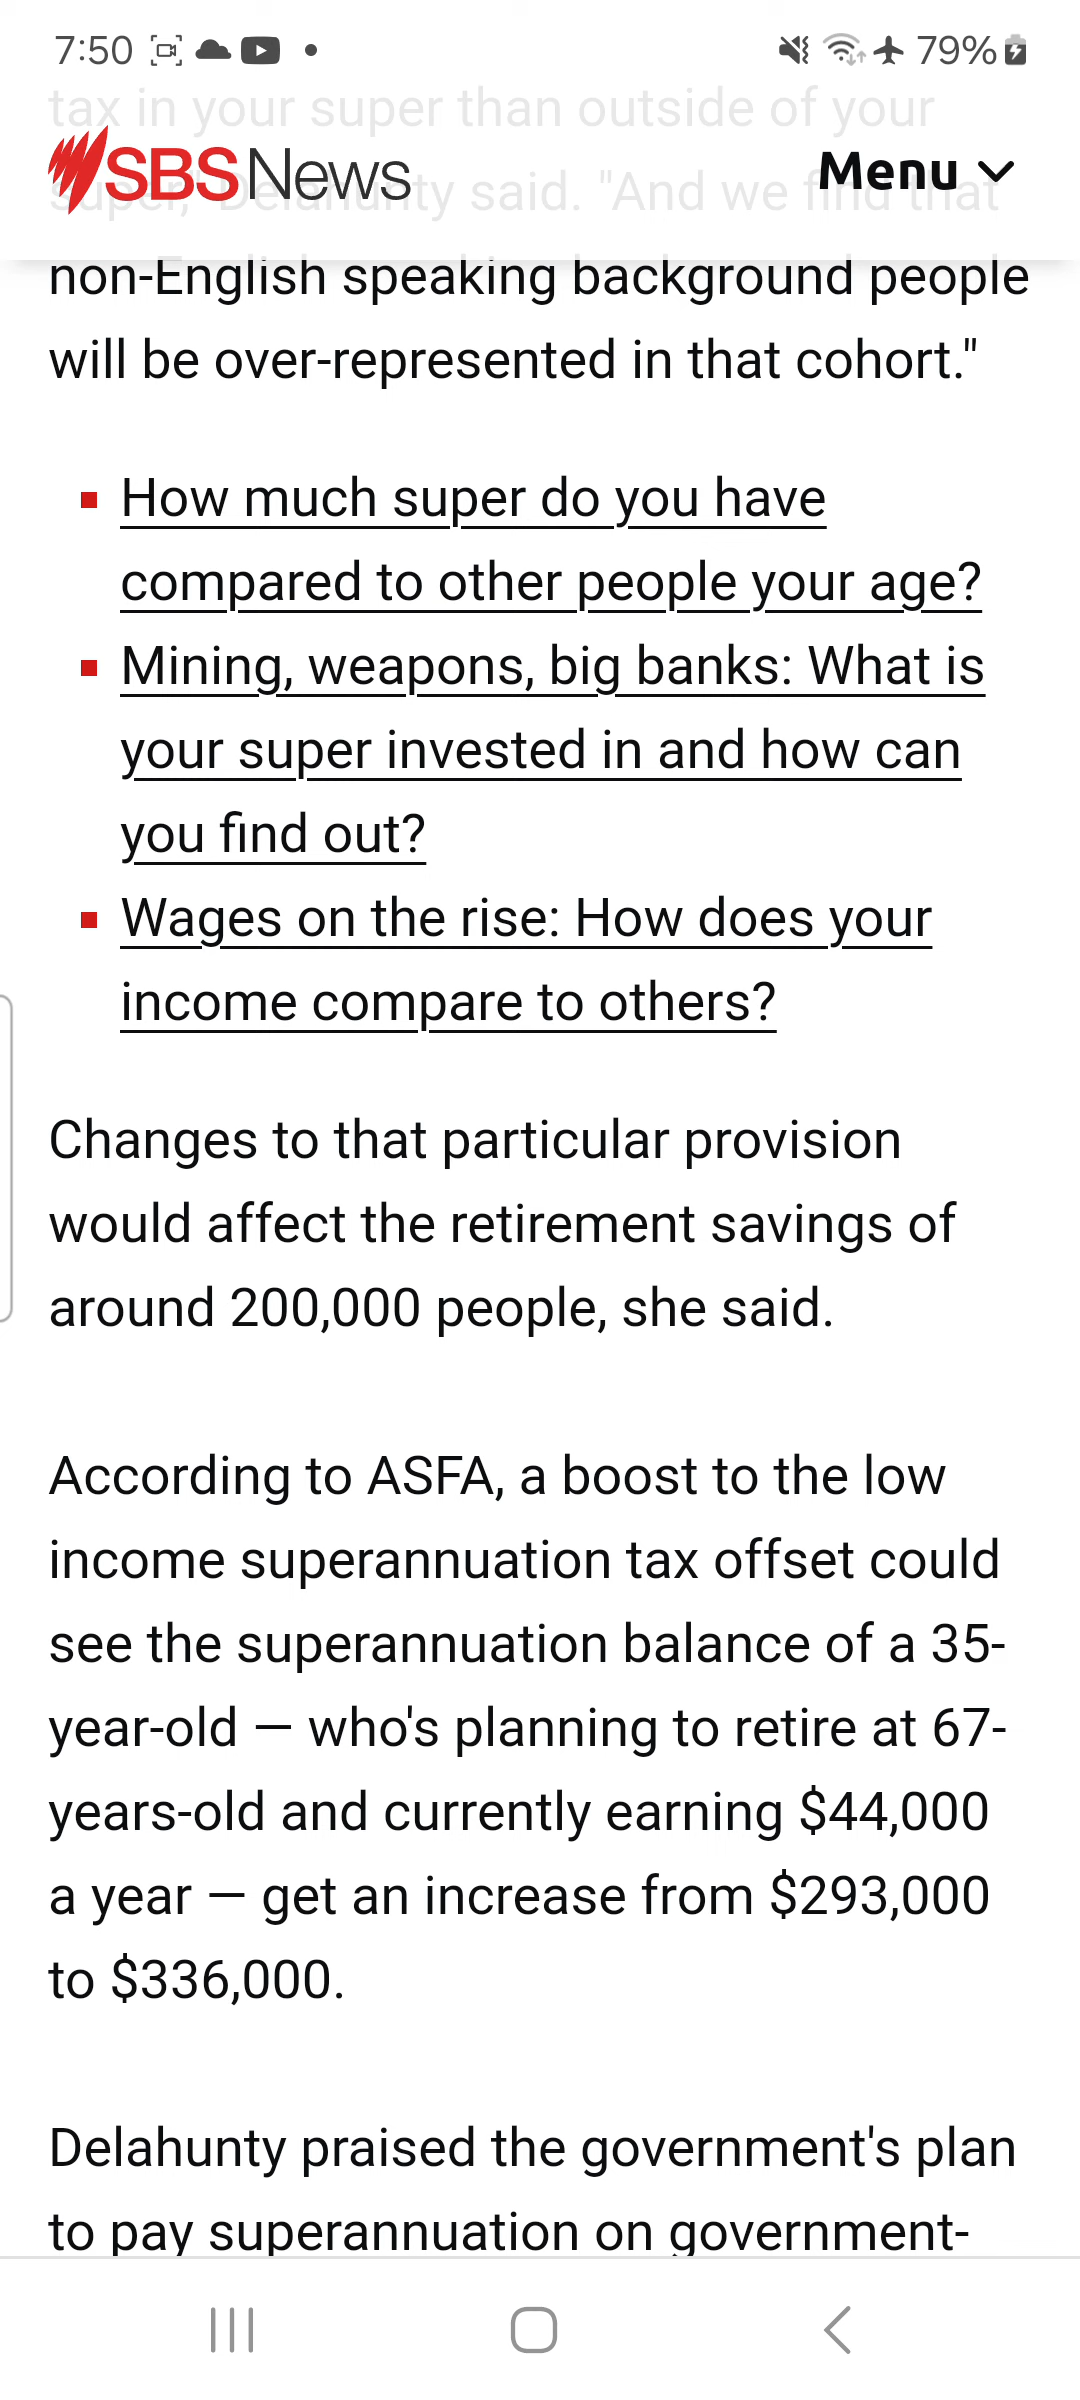 7:50
79%
tax in your super than outside of your
SBS News
Menu
super," Delahunty said. "And we find that
non-English speaking background people
will be over-represented in that cohort."
How much super do you have
compared to other people your age?
Mining, weapons, big banks: What is
your super invested in and how can
you find out?
Wages on the rise: How does your
income compare to others?
Changes to that particular provision
would affect the retirement savings of
around 200,000 people, she said.
According to ASFA, a boost to the low
income superannuation tax offset could
see the superannuation balance of a 35-
year-old — who's planning to retire at 67-
years-old and currently earning $44,000
a year — get an increase from $293,000
to $336,000.
Delahunty praised the government's plan
to pay superannuation on government-